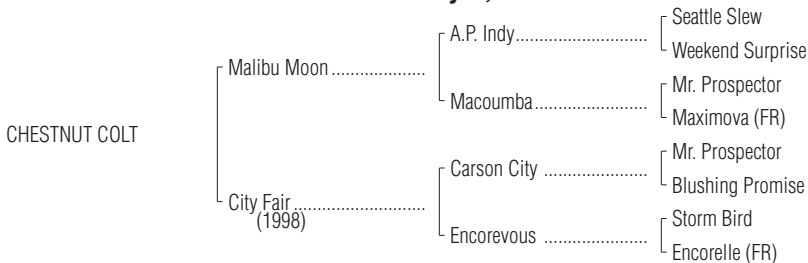 Seattle Slew
A.P. Indy
Weekend Surprise
Malibu Moon
Mr. Prospector
Macoumba
Maximova (FR)
CHESTNUT COLT
Mr. Prospector
Carson City
Blushing Promise
City Fair
(1998)
Storm Bird
Encorevous
Encorelle (FR)